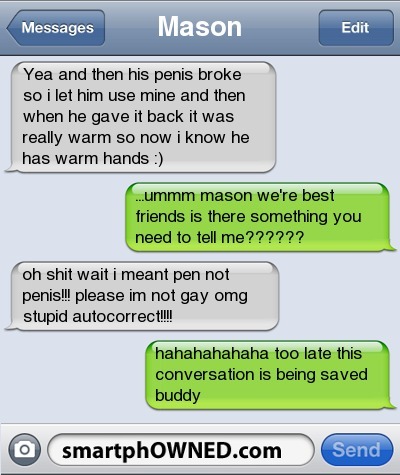 Messages
Mason
Edit
Yea and then his penis broke
so i let him use mine and then
when he gave it back it was
really warm so now i know he
has warm hands :)
...ummm mason we're best
friends is there something you
need to tell me??????
oh shit wait i meant pen not
penis!!! please im not gay omg
stupid autocorrect!!!!
hahahahahaha too late this
conversation is being saved
buddy
smartphOWNED.com
Send